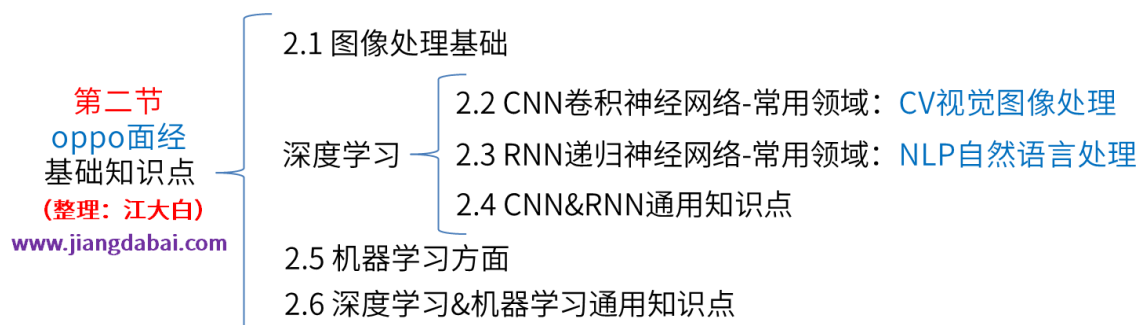 第二节
oppo面经
基础知识点
（整理：江大白）
www.jiangdabai.com
2.1 图像处理基础
深度学习
2.2 CNN卷积神经网络-常用领域：CV视觉图像处理
2.3 RNN递归神经网络-常用领域：NLP自然语言处理
2.4 CNN&RNN通用知识点
2.5 机器学习方面
2.6 深度学习&机器学习通用知识点